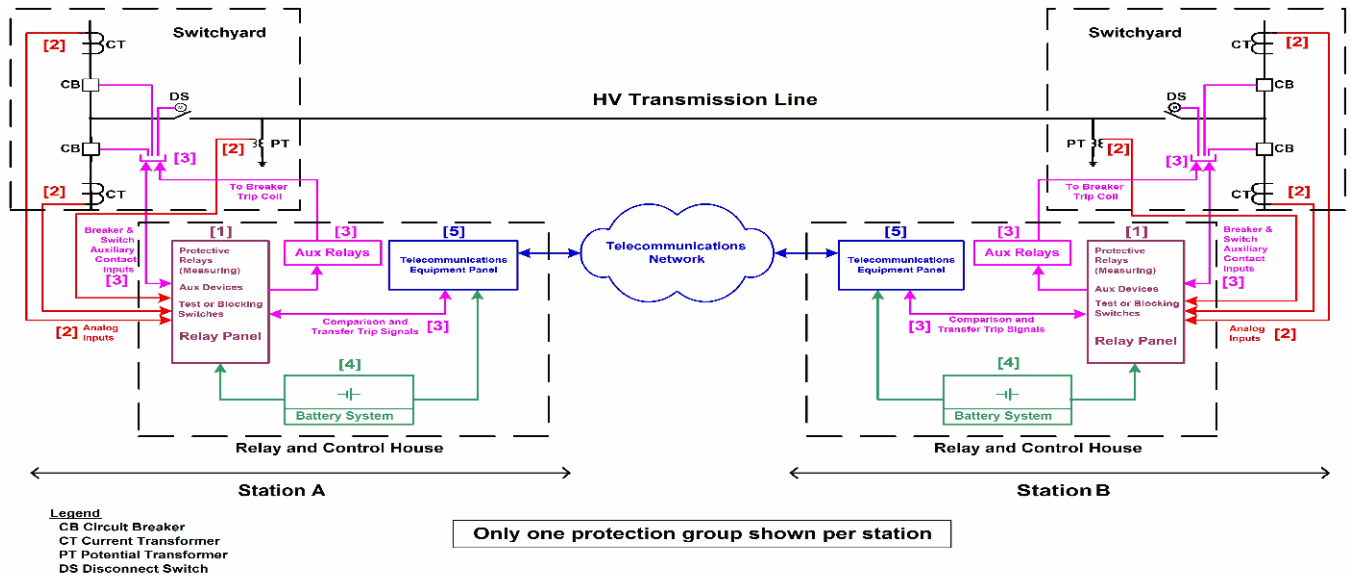 Switchyard
[2]
CT
CB
DS
CB
[3]
[2]
PT
[2]
CT
To Breaker
Trip Coil
HV Transmission Line
Switchyard
CT
[2]
CB
DS
PT
[2]
[3]
CB
CT
[2]
To Breaker
Trip Coil
Breaker &
Switch
Auxiliary
Contact
Inputs
[3]
[2]
Analog
Inputs
[1]
Protective
Relays
(Measuring)
Aux Devices
Test or Blocking
Switches
Relay Panel
[3]
Aux Relays
[5]
Telecommunications
Equipment Panel
Comparison and
Transfer Trip Signals
[3]
[4]
Battery System
Relay and Control House
Station A
Telecommunications
Network
[5]
Telecommunications
Equipment Panel
[3]
Aux Relays
[1]
Protective
Relays
(Measuring)
Aux Devices
Test or Blocking
Switches
Relay Panel
Breaker &
Switch
Auxiliary
Contact
Inputs
[3]
Analog
Inputs
[2]
[3]
Comparison and
Transfer Trip Signals
[4]
Battery System
Relay and Control House
Station B
Legend
CB Circuit Breaker
CT Current Transformer
PT Potential Transformer
DS Disconnect Switch
Only one protection group shown per station